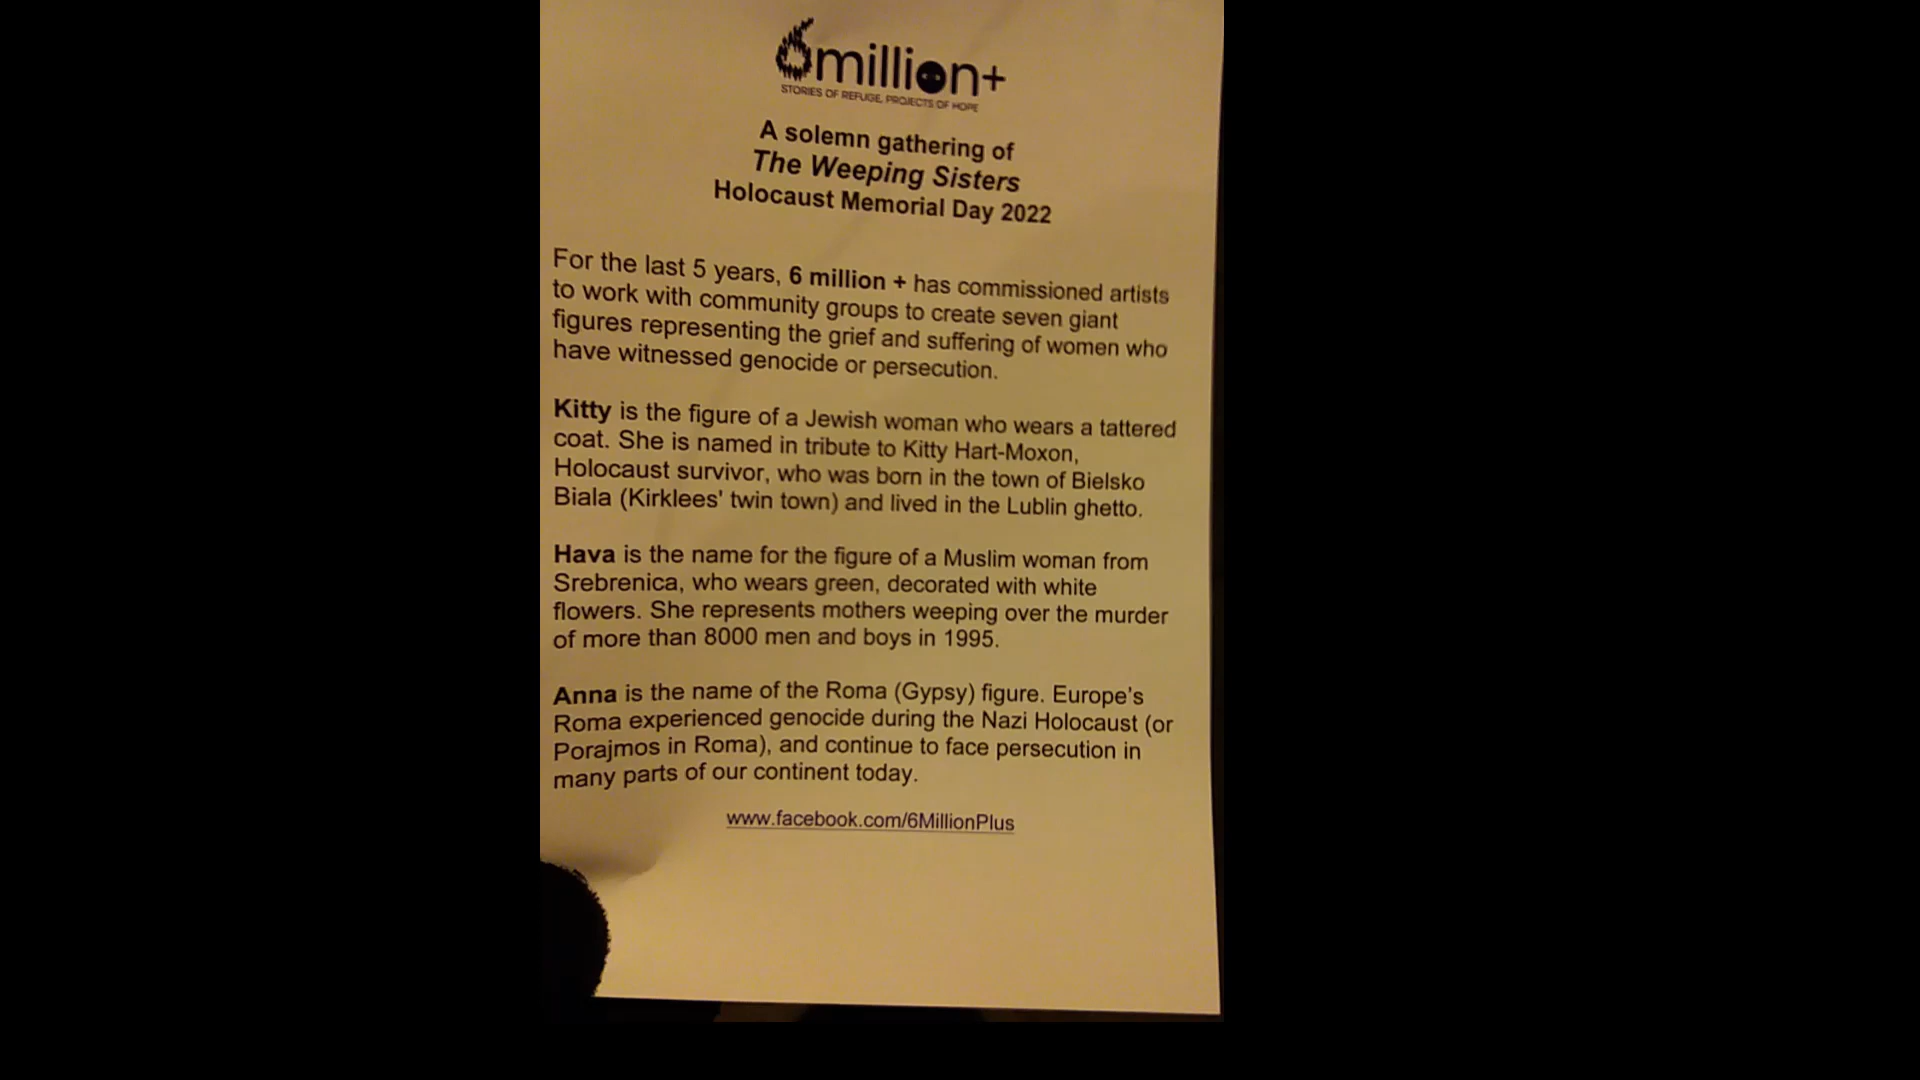 6million+
STORIES OF REFUGE, PROJECTS OF HOPE
A solemn gathering of
The Weeping Sisters
Holocaust Memorial Day 2022
For the last 5 years, 6 million + has commissioned artists
to work with community groups to create seven giant
figures representing the grief and suffering of women who
have witnessed genocide or persecution.
Kitty is the figure of a Jewish woman who wears a tattered
coat. She is named in tribute to Kitty Hart-Moxon,
Holocaust survivor, who was born in the town of Bielsko
Biala (Kirklees' twin town) and lived in the Lublin ghetto.
Hava is the name for the figure of a Muslim woman from
Srebrenica, who wears green, decorated with white
flowers. She represents mothers weeping over the murder
of more than 8000 men and boys in 1995.
Anna is the name of the Roma (Gypsy) figure. Europe's
Roma experienced genocide during the Nazi Holocaust (or
Porajmos in Roma), and continue to face persecution in
many parts of our continent today.
www.facebook.com/6MillionPlus